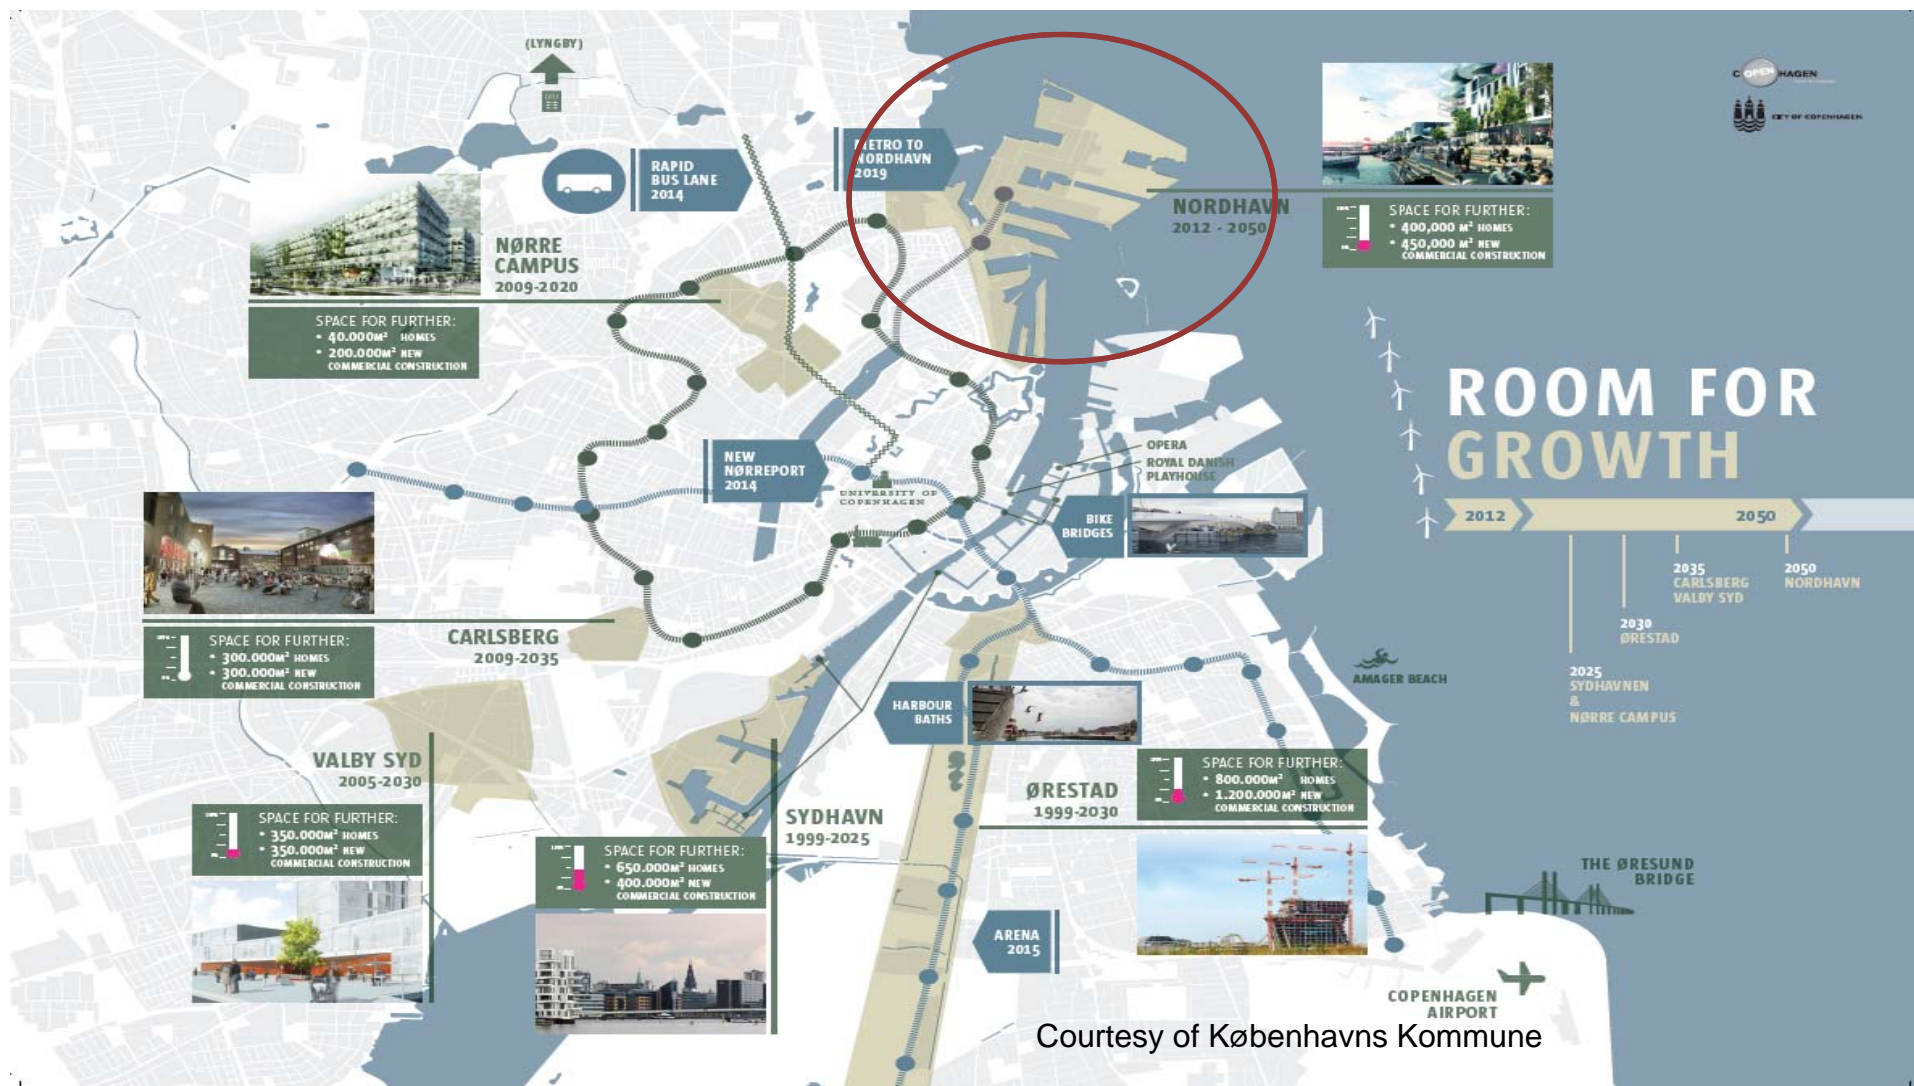 (LYNGBY)
RAPID
BUS LANE
2014
METRO TO
NORDHAVN
2019
NORDHAVN
2012 - 2050
SPACE FOR FURTHER:
• 400,000 M² HOMES
• 450,000 M² NEW
COMMERCIAL CONSTRUCTION
COPENHAGEN
CITY OF COPENHAGEN
NØRRE
CAMPUS
2009-2020
SPACE FOR FURTHER:
• 40.000M² HOMES
• 200.000M² NEW
COMMERCIAL CONSTRUCTION
ROOM FOR
GROWTH
2012
2050
2035
CARLSBERG
VALBY SYD
2050
NORDHAVN
2030
ØRESTAD
2025
SYDHAVNEN
&
NØRRE CAMPUS
NEW
NØRREPORT
2014
UNIVERSITY OF
COPENHAGEN
OPERA
ROYAL DANISH
PLAYHOUSE
BIKE
BRIDGES
CARLSBERG
2009-2035
SPACE FOR FURTHER:
• 300.000M² HOMES
• 300.000M² NEW
COMMERCIAL CONSTRUCTION
AMAGER BEACH
HARBOUR
BATHS
VALBY SYD
2005-2030
SPACE FOR FURTHER:
• 350.000M² HOMES
• 350.000M² NEW
COMMERCIAL CONSTRUCTION
SYDHAVN
1999-2025
SPACE FOR FURTHER:
• 650.000M² HOMES
• 400.000M² NEW
COMMERCIAL CONSTRUCTION
ØRESTAD
1999-2030
SPACE FOR FURTHER:
• 800.000M² HOMES
• 1.200.000M² NEW
COMMERCIAL CONSTRUCTION
ARENA
2015
THE ØRESUND
BRIDGE
COPENHAGEN
AIRPORT
Courtesy of Københavns Kommune